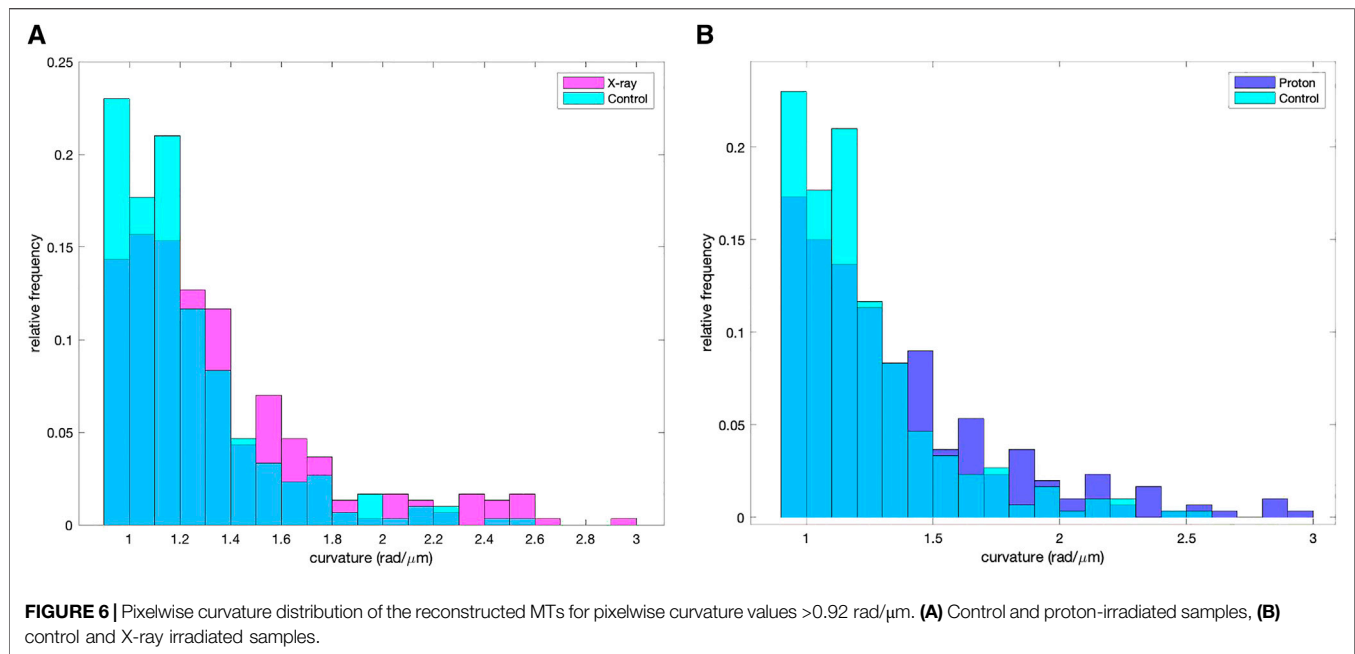 A
B
0.25
0.2
0.15
0.1
0.05
0
relative frequency
X-ray
Control
1 1.2 1.4 1.6 1.8 2 2.2 2.4 2.6 2.8 3
curvature (rad/μm)
0.2
0.15
0.1
0.05
0
relative frequency
Proton
Control
1 1.5 2 2.5 3
curvature (rad/μm)
FIGURE 6 | Pixelwise curvature distribution of the reconstructed MTs for pixelwise curvature values >0.92 rad/μm. (A) Control and proton-irradiated samples, (B)
control and X-ray irradiated samples.